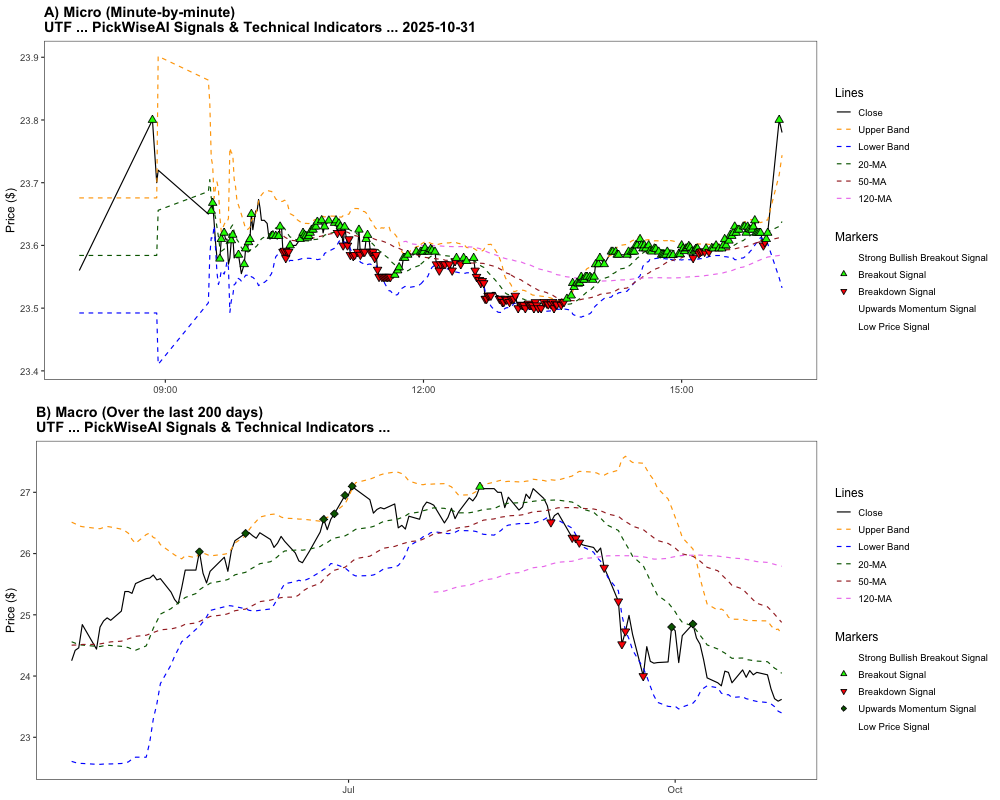 A) Micro (Minute-by-minute)
UTF ... PickWiseAI Signals & Technical Indicators ... 2025-10-31
23.9
23.8
23.7
23.6
23.5
23.4
Price ($)
09:00
12:00
15:00
Lines
Close
Upper Band
Lower Band
20-MA
50-MA
120-MA
Markers
Strong Bullish Breakout Signal
Breakout Signal
Breakdown Signal
Upwards Momentum Signal
Low Price Signal
B) Macro (Over the last 200 days)
UTF ... PickWiseAI Signals & Technical Indicators ...
27
26
25
24
23
Price ($)
Jul
Oct
Lines
Close
Upper Band
Lower Band
20-MA
50-MA
120-MA
Markers
Strong Bullish Breakout Signal
Breakout Signal
Breakdown Signal
Upwards Momentum Signal
Low Price Signal